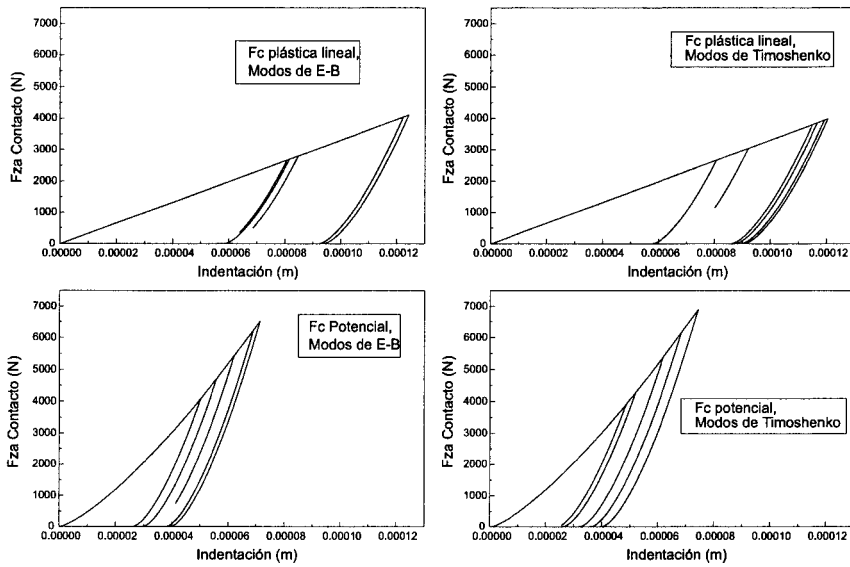 7000
6000
5000
4000
3000
2000
1000
0
Fza Contacto (N)
Fc plástica lineal,
Modos de E-B
0.00000 0.00002 0.00004 0.00006 0.00008 0.00010 0.00012
Indentación (m)
7000
6000
5000
4000
3000
2000
1000
0
Fza Contacto (N)
Fc plástica lineal,
Modos de Timoshenko
0.00000 0.00002 0.00004 0.00006 0.00008 0.00010 0.00012
Indentación (m)
7000
6000
5000
4000
3000
2000
1000
0
Fza Contacto (N)
Fc Potencial,
Modos de E-B
0.00000 0.00002 0.00004 0.00006 0.00008 0.00010 0.00012
Indentación (m)
7000
6000
5000
4000
3000
2000
1000
0
Fza Contacto (N)
Fc potencial,
Modos de Timoshenko
0.00000 0.00002 0.00004 0.00006 0.00008 0.00010 0.00012
Indentación (m)